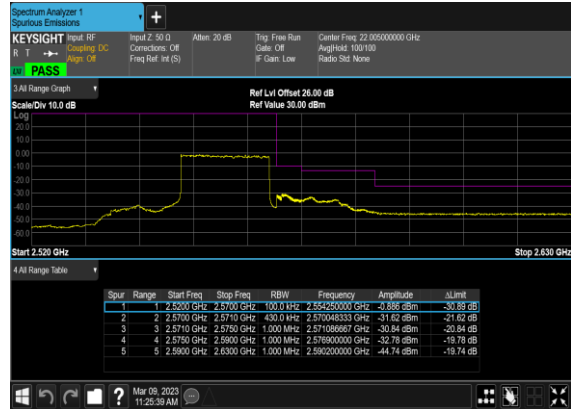 Spectrum Analyzer 1
Spurious Emissions
+
KEYSIGHT Input: RF Input Z: 50 Ω Atten: 20 dB Trig: Free Run Center Freq: 22.005000000 GHz
R T Coupling: DC Corrections: Off Gate: Off Avg|Hold: 100/100
Align: Off Freq Ref: Int (S) IF Gain: Low Radio Std: None
PASS
3 All Range Graph
Ref Lvl Offset 26.00 dB
Scale/Div 10.0 dB Ref Value 30.00 dBm
Log
20.0
10.0
0.00
-10.0
-20.0
-30.0
-40.0
-50.0
-60.0
Start 2.520 GHz Stop 2.630 GHz
4 All Range Table
Spur Range Start Freq Stop Freq RBW Frequency Amplitude ΔLimit
1 1 2.5200 GHz 2.5700 GHz 100.0 kHz 2.554250000 GHz -0.886 dBm -30.89 dB
2 2 2.5700 GHz 2.5710 GHz 430.0 kHz 2.570048333 GHz -31.62 dBm -21.62 dB
3 3 2.5710 GHz 2.5750 GHz 1.000 MHz 2.571086667 GHz -30.84 dBm -20.84 dB
4 4 2.5750 GHz 2.5900 GHz 1.000 MHz 2.576900000 GHz -32.78 dBm -19.78 dB
5 5 2.5900 GHz 2.6300 GHz 1.000 MHz 2.590200000 GHz -44.74 dBm -19.74 dB
? Mar 09, 2023
11:25:39 AM